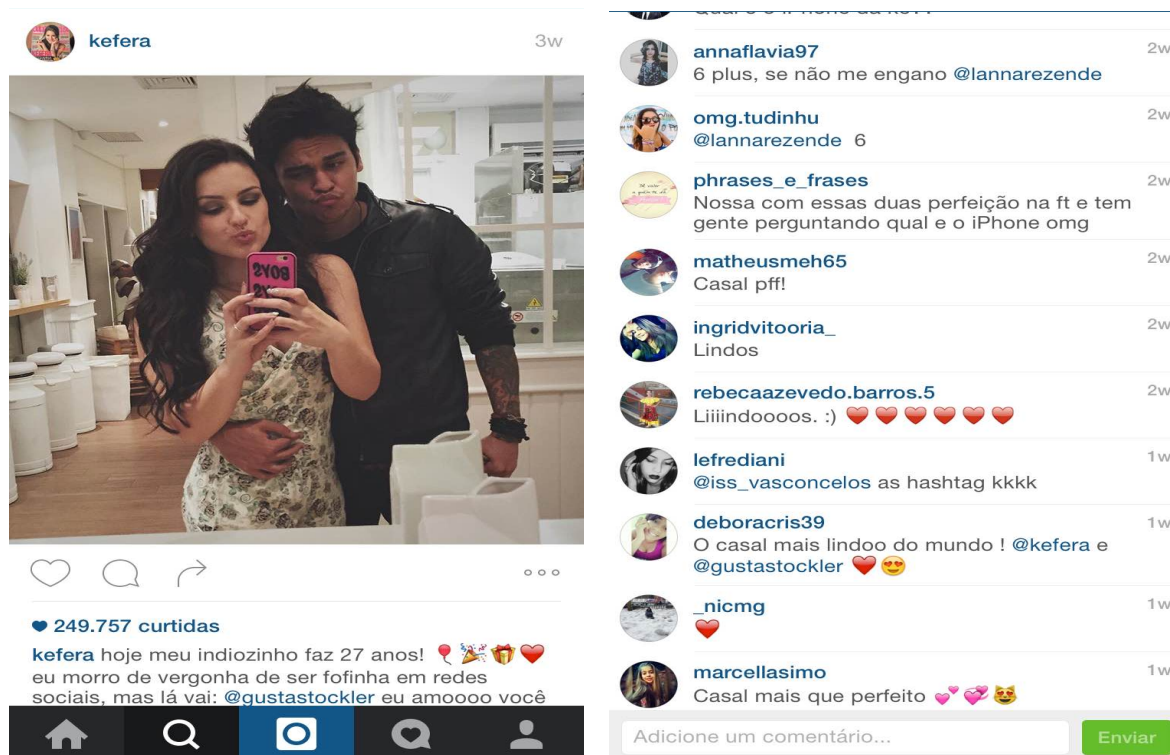 kefera
3w
SYOB
SY
249.757 curtidas
kefera hoje meu indiozinho faz 27 anos! 🎈🎉🎁❤️
eu morro de vergonha de ser fofinha em redes
sociais, mas lá vai: @gustastockler eu amoooo você
annaflavia97
2w
6 plus, se não me engano @lannarezende
omg.tudinhu
2w
@lannarezende 6
phrases_e_frases
2w
Nossa com essas duas perfeição na ft e tem
gente perguntando qual e o iPhone omg
matheusmeh65
2w
Casal pff!
ingridvitooria_
2w
Lindos
rebecaazevedo.barros.5
2w
Liiiindoooos. :) ❤️❤️❤️❤️❤️❤️
lefrediani
1w
@iss_vasconcelos as hashtag kkkk
deboracris39
1w
O casal mais lindoo do mundo ! @kefera e
@gustastockler ❤️😍
_nicmg
1w
❤️
marcellasimo
1w
Casal mais que perfeito 💕💞😻
Adicione um comentário...
Enviar